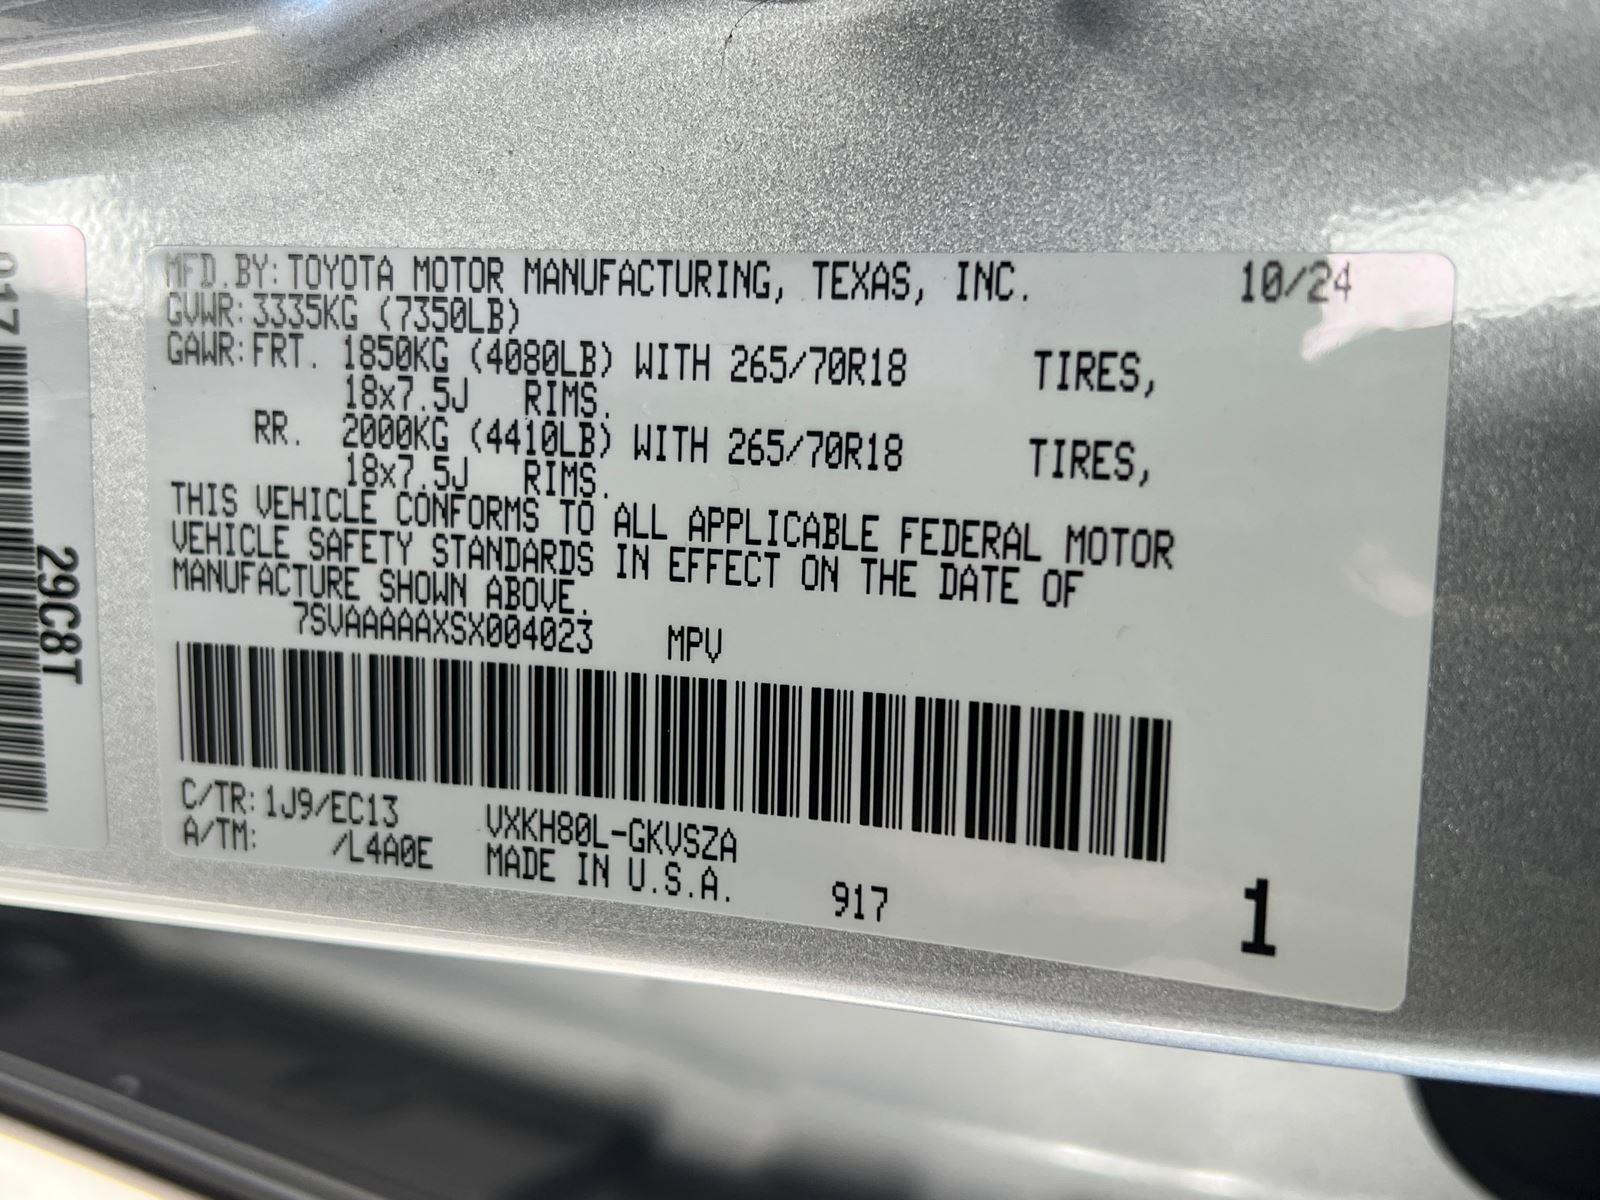 MFD.BY: TOYOTA MOTOR MANUFACTURING, TEXAS, INC. 10/24
GVWR: 3335KG (7350LB)
GAWR: FRT. 1850KG (4080LB) WITH 265/70R18 TIRES,
18x7.5J RIMS.
RR. 2000KG (4410LB) WITH 265/70R18 TIRES,
18x7.5J RIMS.
THIS VEHICLE CONFORMS TO ALL APPLICABLE FEDERAL MOTOR
VEHICLE SAFETY STANDARDS IN EFFECT ON THE DATE OF
MANUFACTURE SHOWN ABOVE.
7SVAAAAAXSX004023 MPV
C/TR: 1J9/EC13 VXKH80L-GKVSZA
A/TM: /L4A0E MADE IN U.S.A. 917 1
917
29C8T